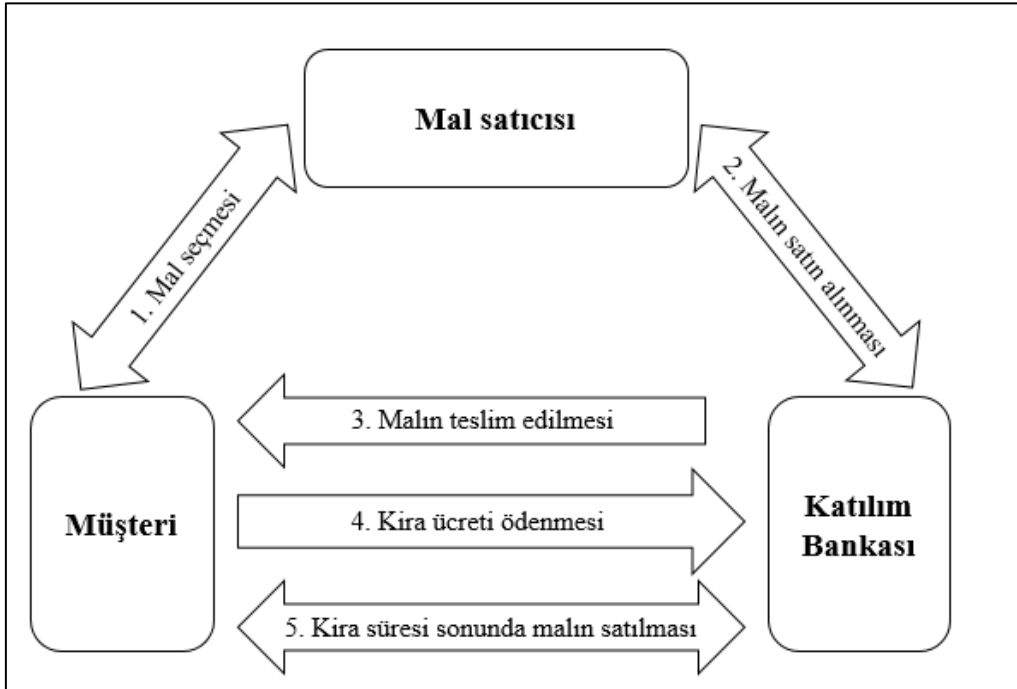 Mal satıcısı
1. Mal seçmesi
2. Malın satın alınması
3. Malın teslim edilmesi
Müşteri
4. Kira ücreti ödenmesi
Katılım
Bankası
5. Kira süresi sonunda malın satılması